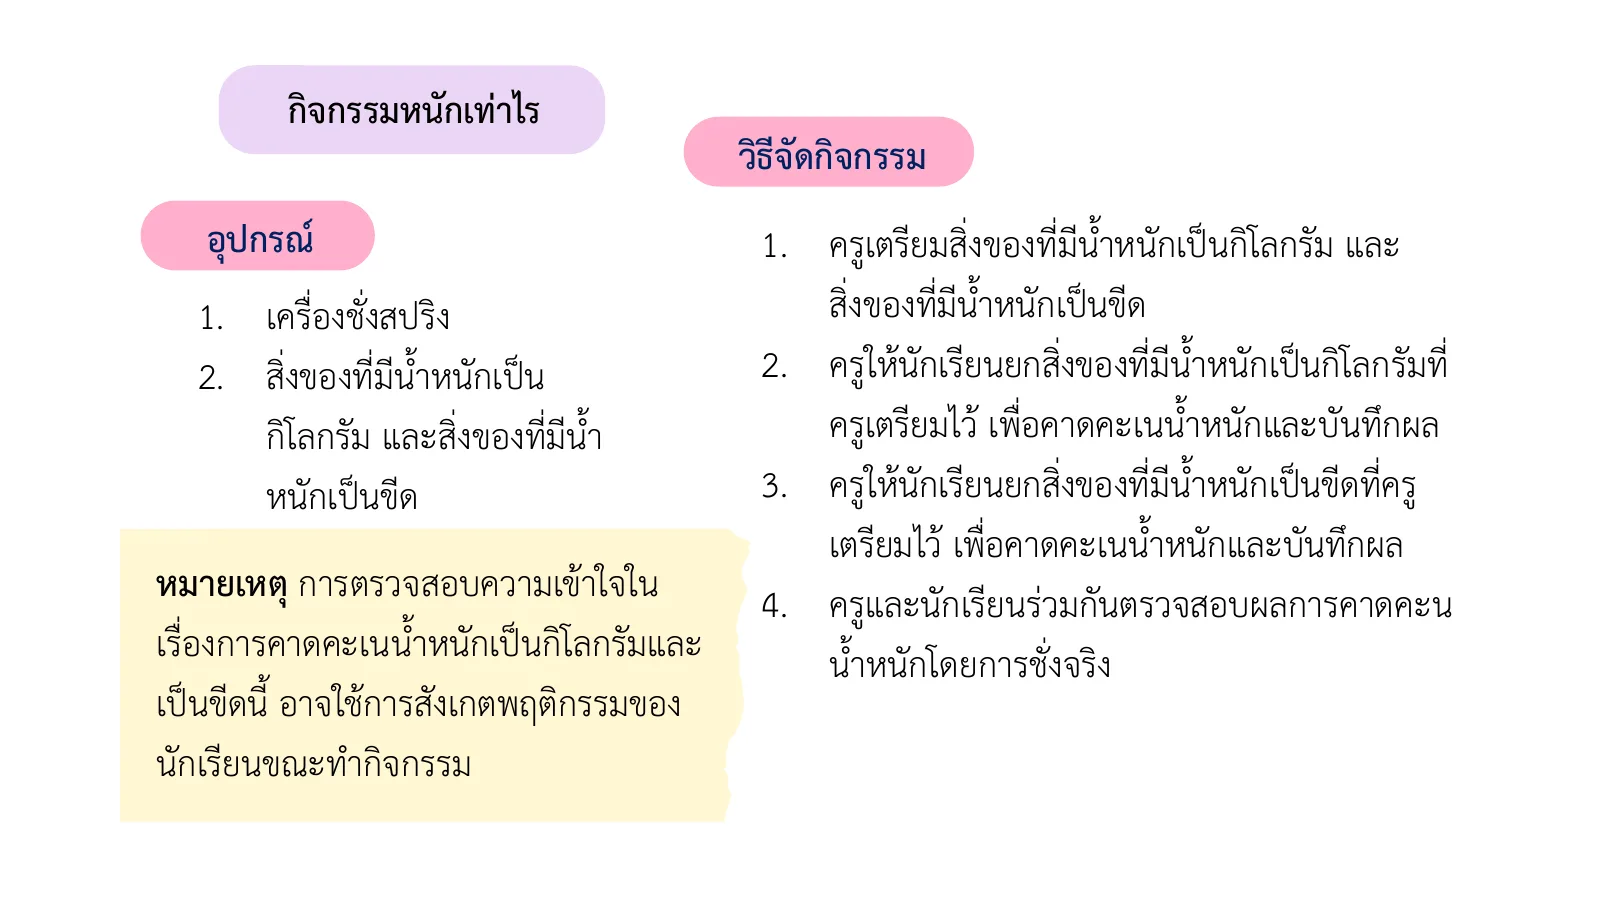 กิจกรรมหนักเท่าไร
อุปกรณ์
1. เครื่องชั่งสปริง
2. สิ่งของที่มีน้ำหนักเป็น
กิโลกรัม และสิ่งของที่มีน้ำ
หนักเป็นขีด
หมายเหตุ การตรวจสอบความเข้าใจใน
เรื่องการคาดคะเนน้ำหนักเป็นกิโลกรัมและ
เป็นขีดนี้ อาจใช้การสังเกตพฤติกรรมของ
นักเรียนขณะทำกิจกรรม
วิธีจัดกิจกรรม
1. ครูเตรียมสิ่งของที่มีน้ำหนักเป็นกิโลกรัม และ
สิ่งของที่มีน้ำหนักเป็นขีด
2. ครูให้นักเรียนยกสิ่งของที่มีน้ำหนักเป็นกิโลกรัมที่
ครูเตรียมไว้ เพื่อคาดคะเนน้ำหนักและบันทึกผล
3. ครูให้นักเรียนยกสิ่งของที่มีน้ำหนักเป็นขีดที่ครู
เตรียมไว้ เพื่อคาดคะเนน้ำหนักและบันทึกผล
4. ครูและนักเรียนร่วมกันตรวจสอบผลการคาดคะน
น้ำหนักโดยการชั่งจริง